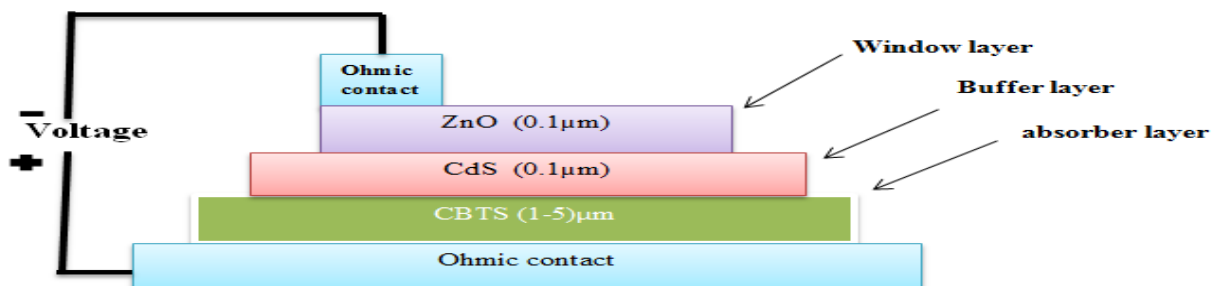 Window layer
Ohmic
contact
Buffer layer
ZnO (0.1µm)
− Voltage
+
absorber layer
CdS (0.1µm)
CBTS (1-5)µm
Ohmic contact